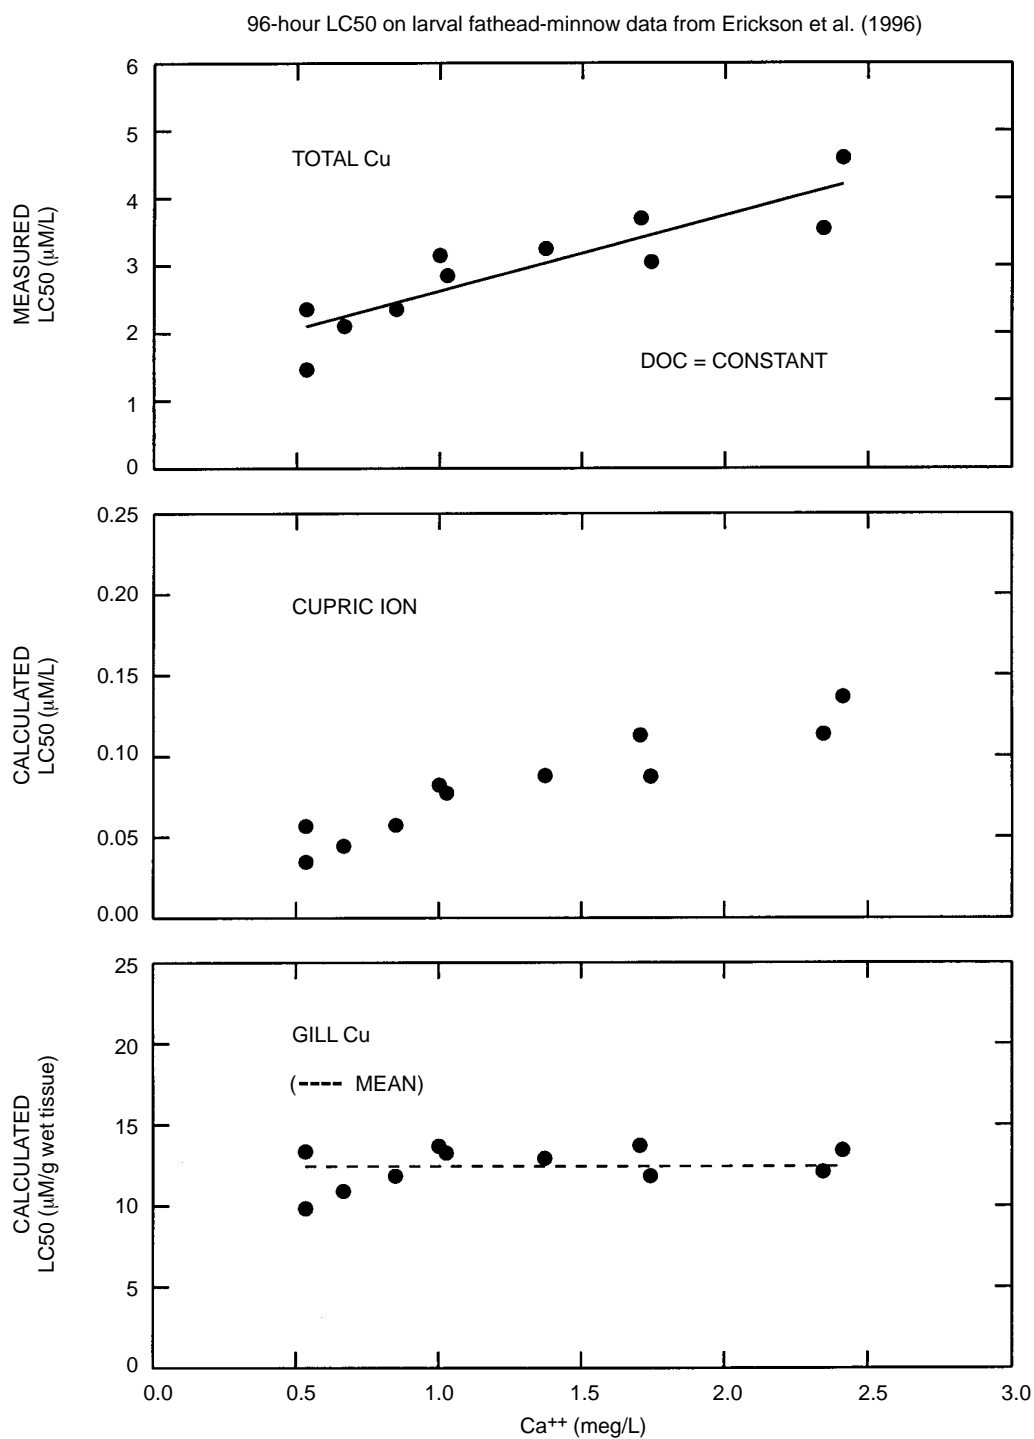 96-hour LC50 on larval fathead-minnow data from Erickson et al. (1996)
6
5
4
3
2
1
0
MEASURED
LC50 (μM/L)
TOTAL Cu
DOC = CONSTANT
0.25
0.20
0.15
0.10
0.05
0.00
CALCULATED
LC50 (μM/L)
CUPRIC ION
25
20
15
10
5
0
CALCULATED
LC50 (μM/g wet tissue)
GILL Cu
(---- MEAN)
0.0 0.5 1.0 1.5 2.0 2.5 3.0
Ca++ (meg/L)